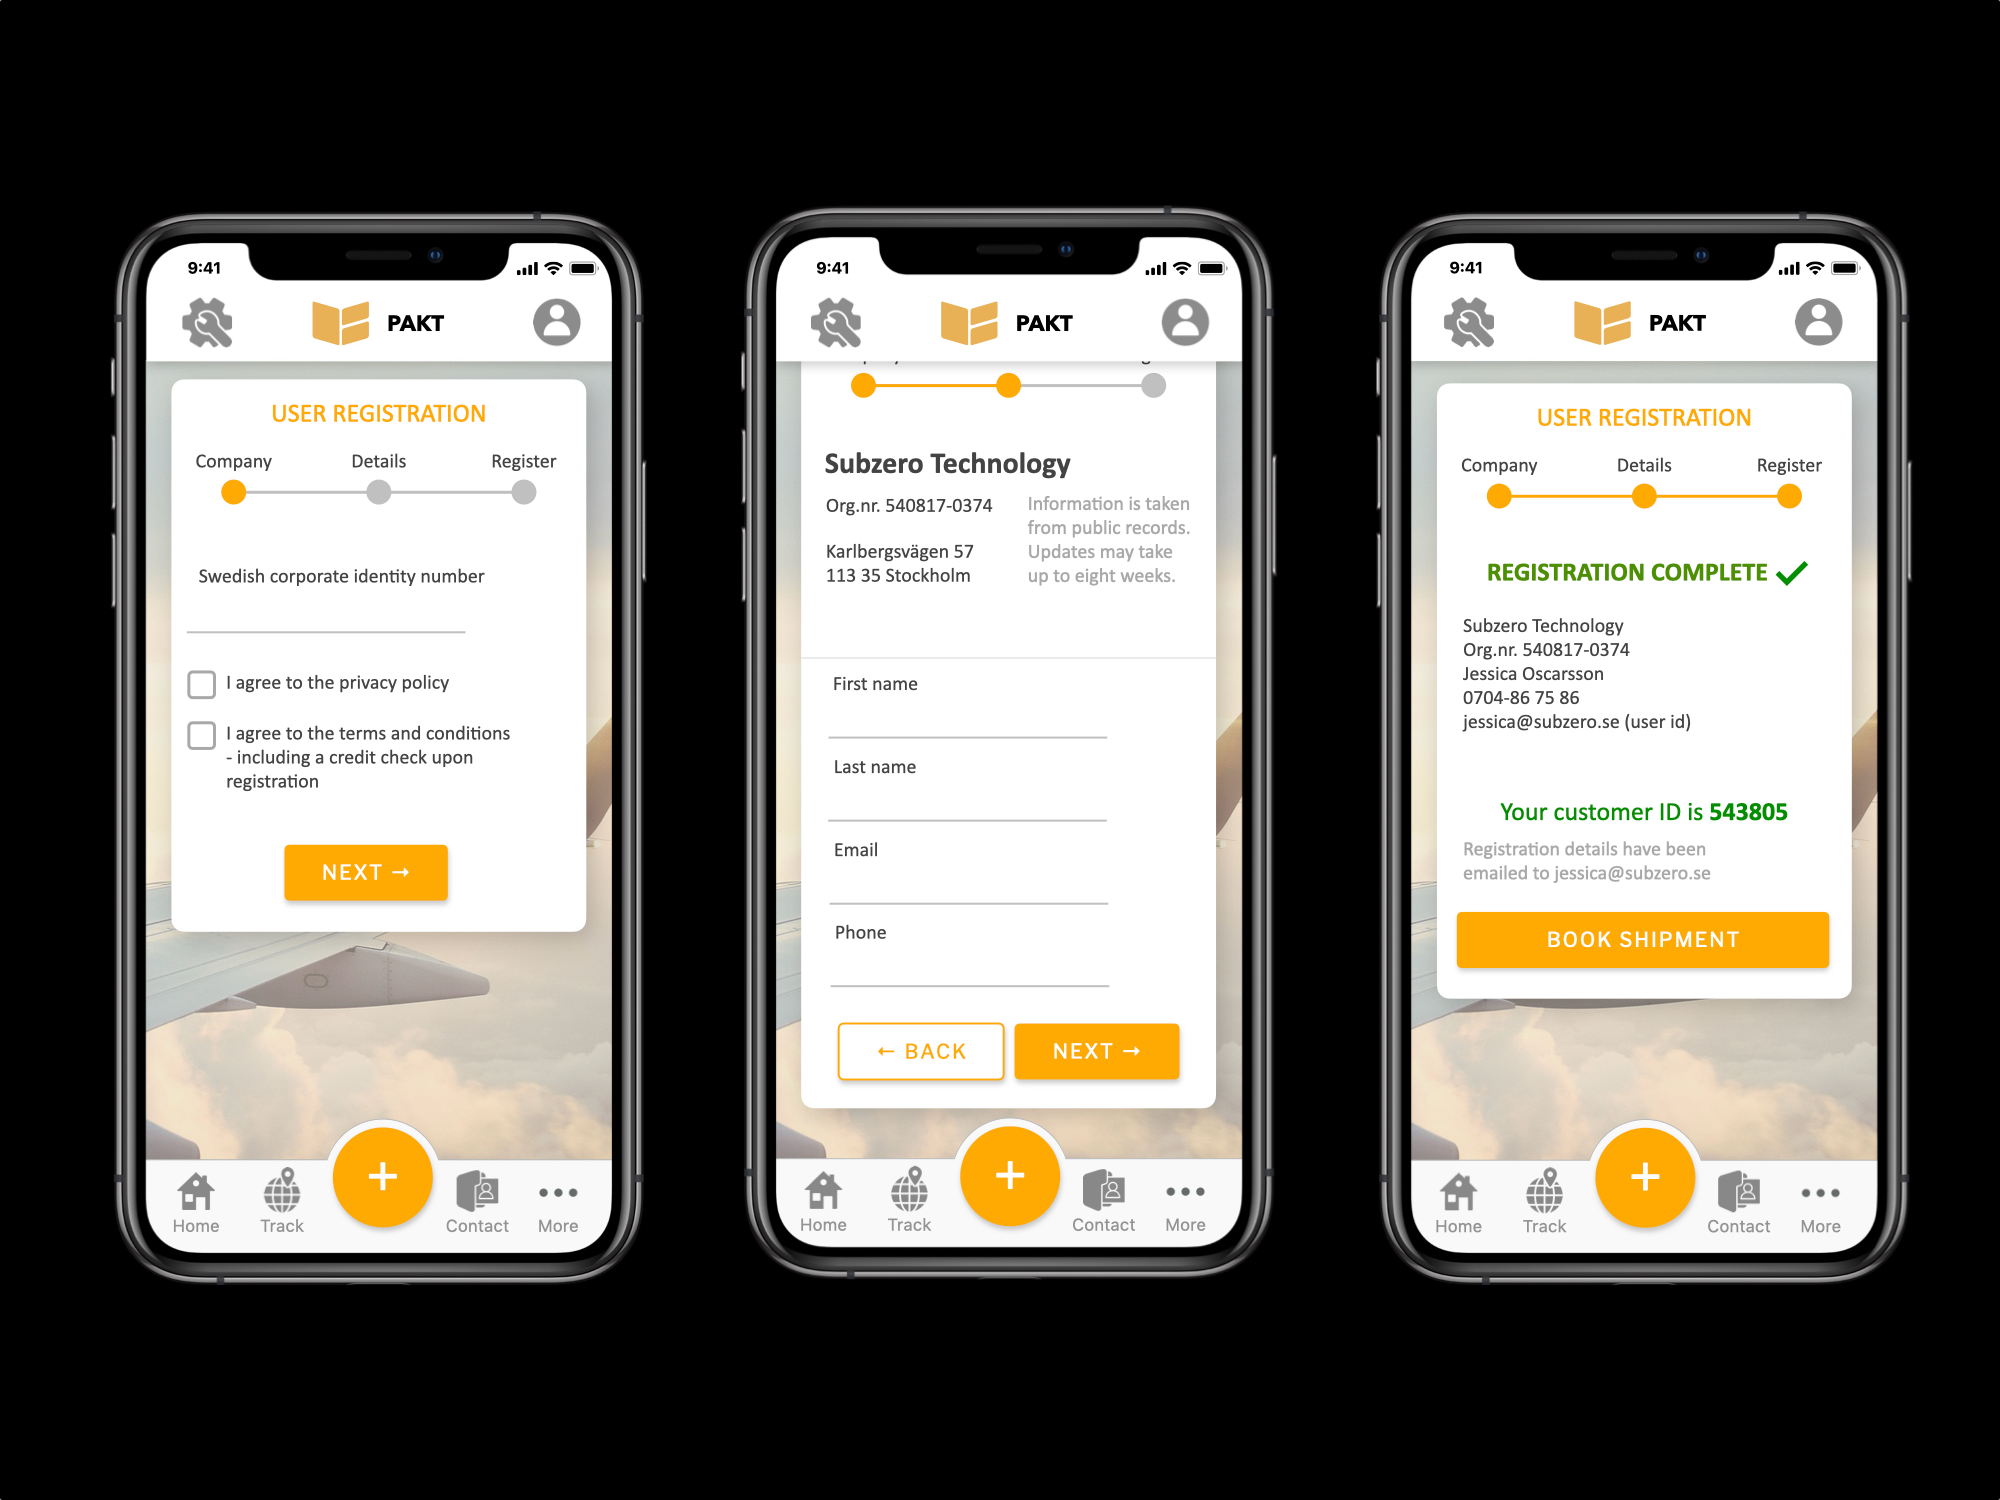 9:41
PAKT
USER REGISTRATION
Company Details Register
Swedish corporate identity number
I agree to the privacy policy
I agree to the terms and conditions
- including a credit check upon
registration
NEXT →
Home Track + Contact More
9:41
PAKT
Subzero Technology
Org.nr. 540817-0374
Karlbergsvägen 57
113 35 Stockholm
Information is taken
from public records.
Updates may take
up to eight weeks.
First name
Last name
Email
Phone
← BACK NEXT →
Home Track + Contact More
9:41
PAKT
USER REGISTRATION
Company Details Register
REGISTRATION COMPLETE
Subzero Technology
Org.nr. 540817-0374
Jessica Oscarsson
0704-86 75 86
jessica@subzero.se (user id)
Your customer ID is 543805
Registration details have been
emailed to jessica@subzero.se
BOOK SHIPMENT
Home Track + Contact More